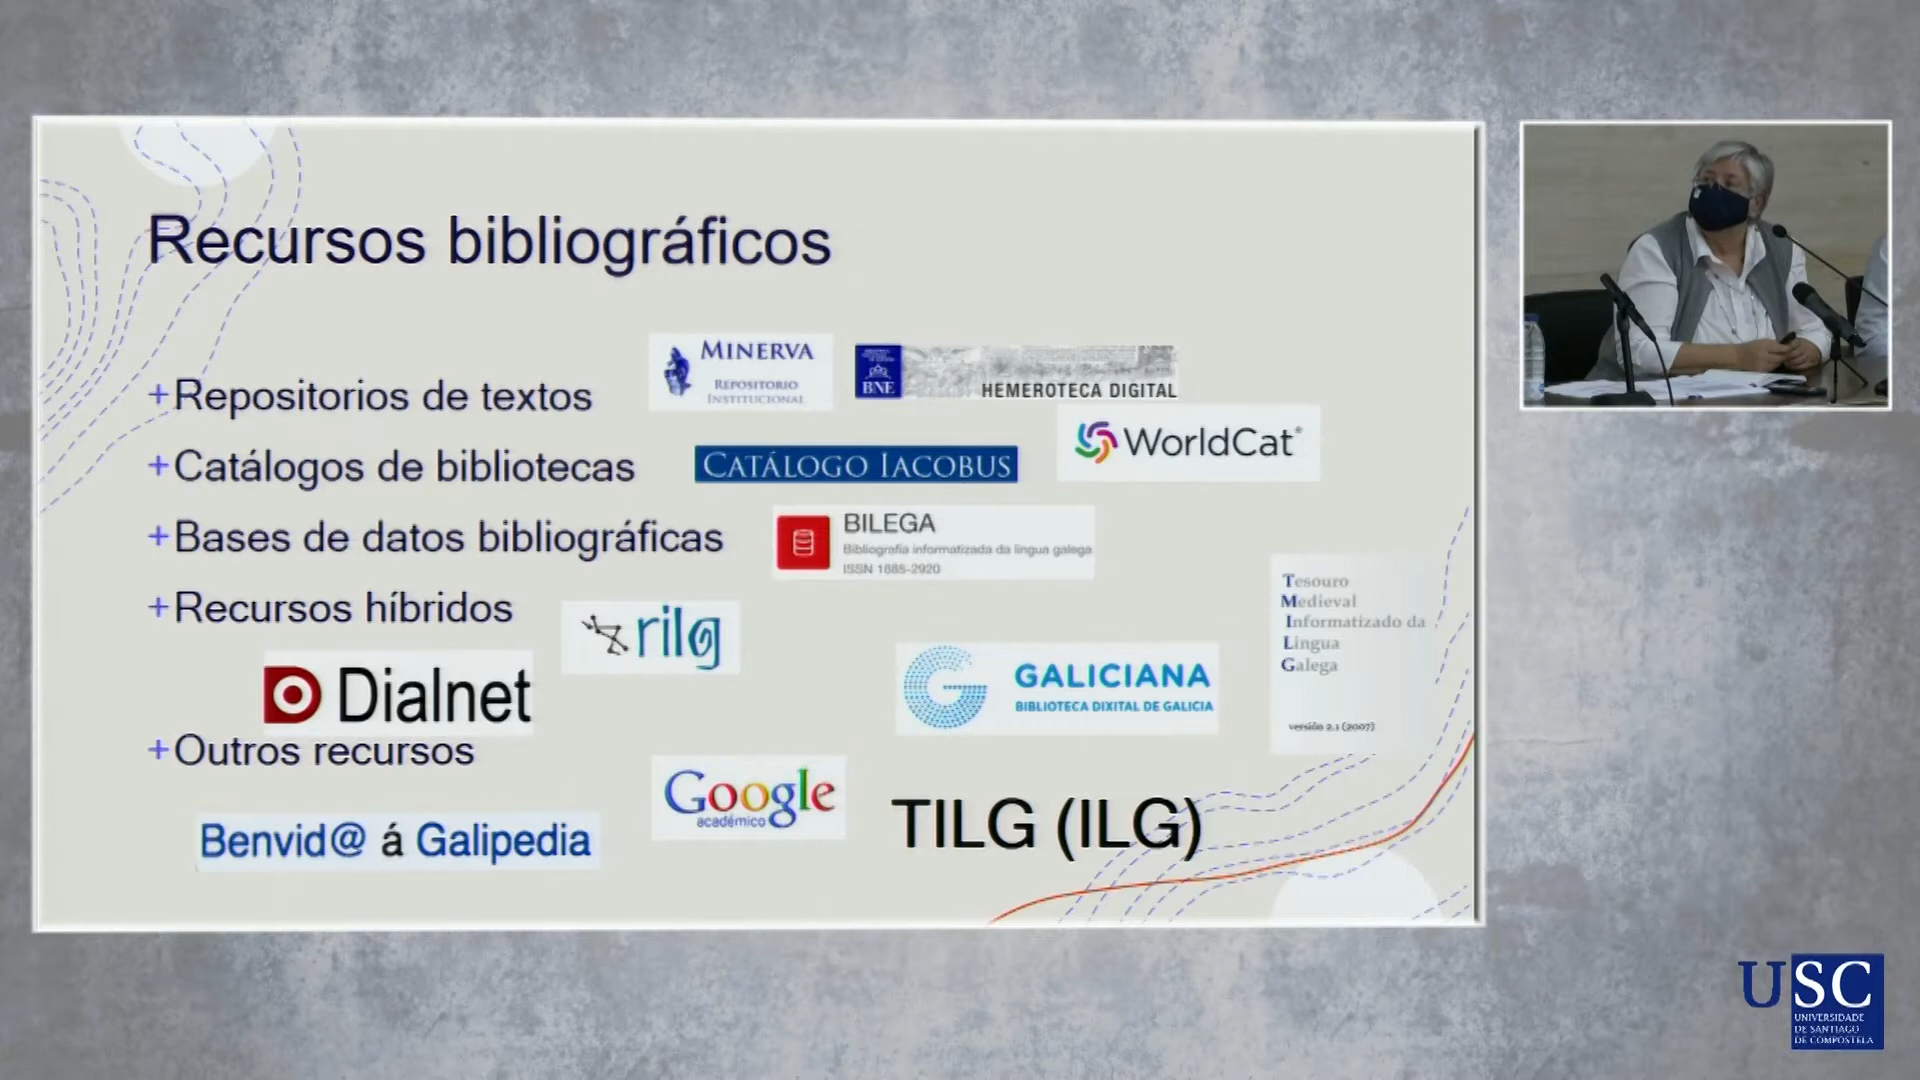 Recursos bibliográficos
MINERVA
REPOSITORIO
INSTITUCIONAL
BNE
HEMEROTECA DIGITAL
+Repositorios de textos
WorldCat
+Catálogos de bibliotecas
CATÁLOGO IACOBUS
BILEGA
Bibliografía informatizada da lingua galega
ISSN 1885-2920
+Bases de datos bibliográficas
+Recursos híbridos
rilg
Tesouro
Medieval
Informatizado da
Lingua
Galega
versión 2.1 (2007)
Dialnet
GALICIANA
BIBLIOTECA DIXITAL DE GALICIA
+Outros recursos
Google
académico
TILG (ILG)
Benvid@ á Galipedia
USC
UNIVERSIDADE
DE SANTIAGO
DE COMPOSTELA